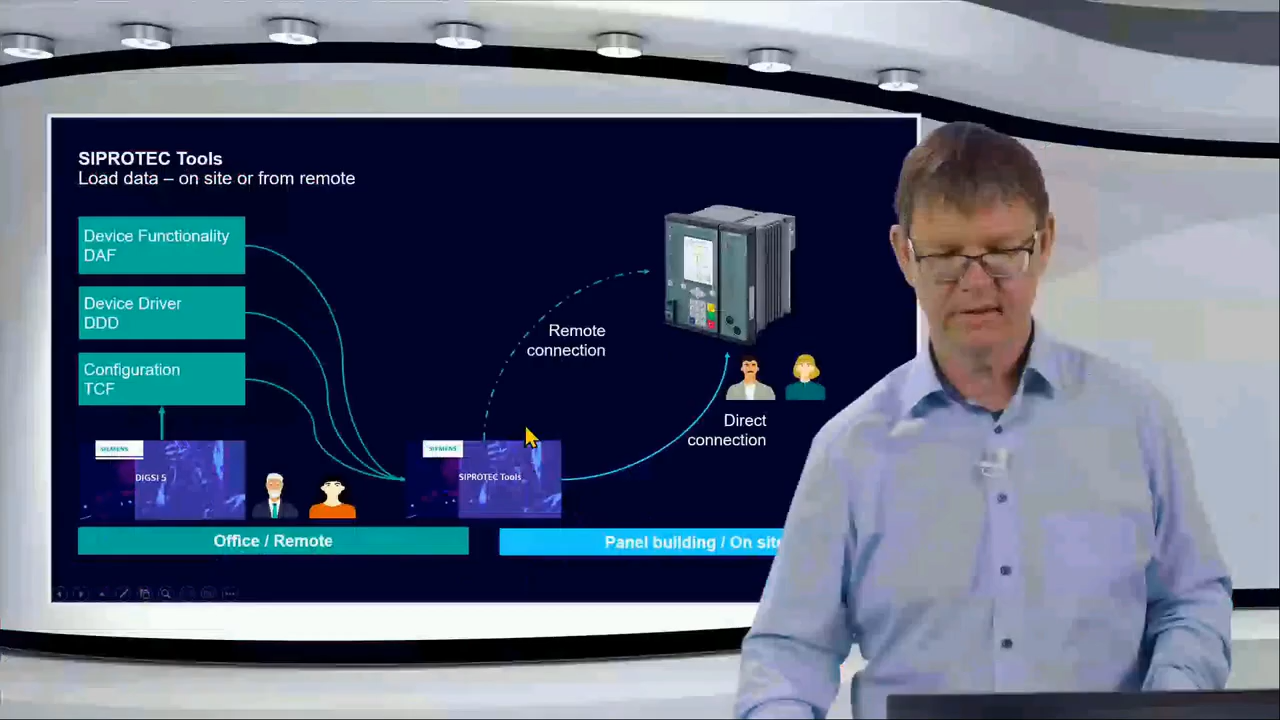 SIPROTEC Tools
Load data – on site or from remote
Device Functionality
DAF
Device Driver
DDD
Configuration
TCF
Remote
connection
Direct
connection
SIEMENS
DIGSI 5
SIEMENS
SIPROTEC Tools
Office / Remote
Panel building / On site